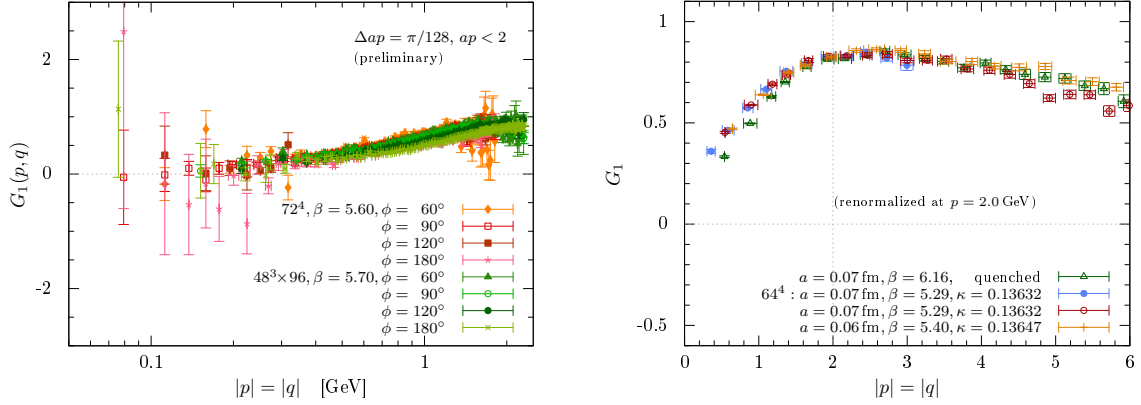 G₁(p, q)
2
0
-2
Δap = π/128, ap < 2
(preliminary)
72⁴, β = 5.60, ϕ = 60°
ϕ = 90°
ϕ = 120°
ϕ = 180°
48³×96, β = 5.70, ϕ = 60°
ϕ = 90°
ϕ = 120°
ϕ = 180°
0.1 1
|p| = |q| [GeV]
G₁
1
0.5
0
-0.5
(renormalized at p = 2.0 GeV)
a = 0.07 fm, β = 6.16, quenched
64⁴ : a = 0.07 fm, β = 5.29, κ = 0.13632
a = 0.07 fm, β = 5.29, κ = 0.13632
a = 0.06 fm, β = 5.40, κ = 0.13647
0 1 2 3 4 5 6
|p| = |q|